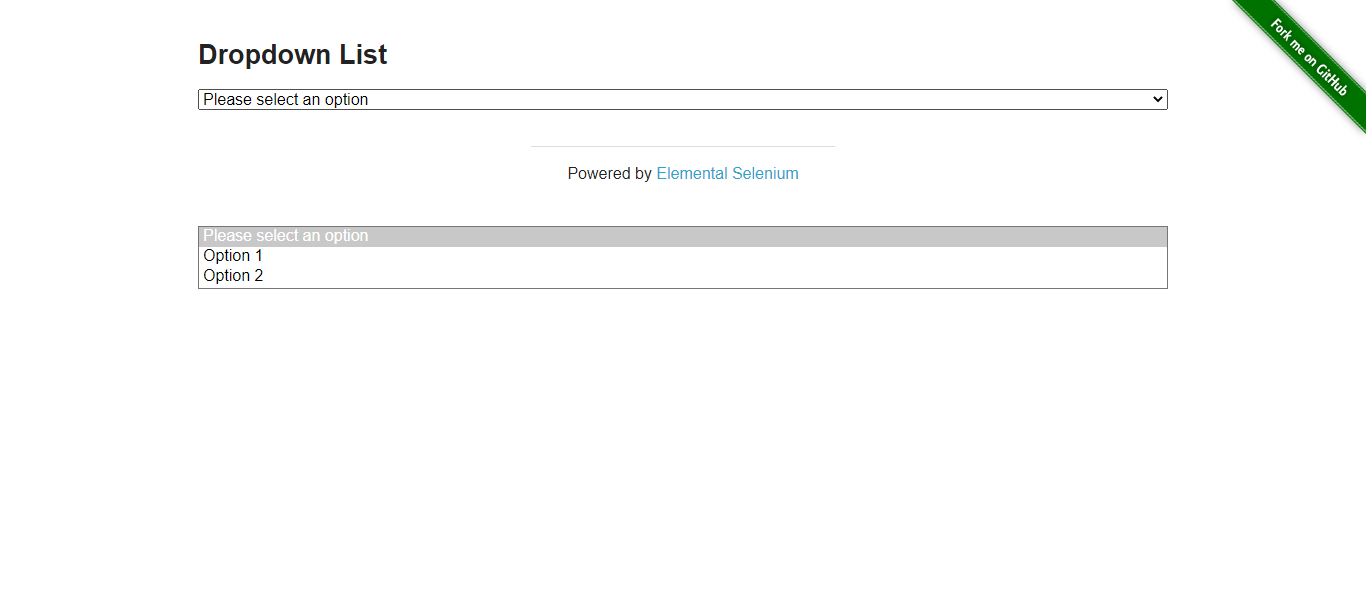 Dropdown List
Please select an option
Powered by Elemental Selenium
Please select an option
Option 1
Option 2
Fork me on GitHub